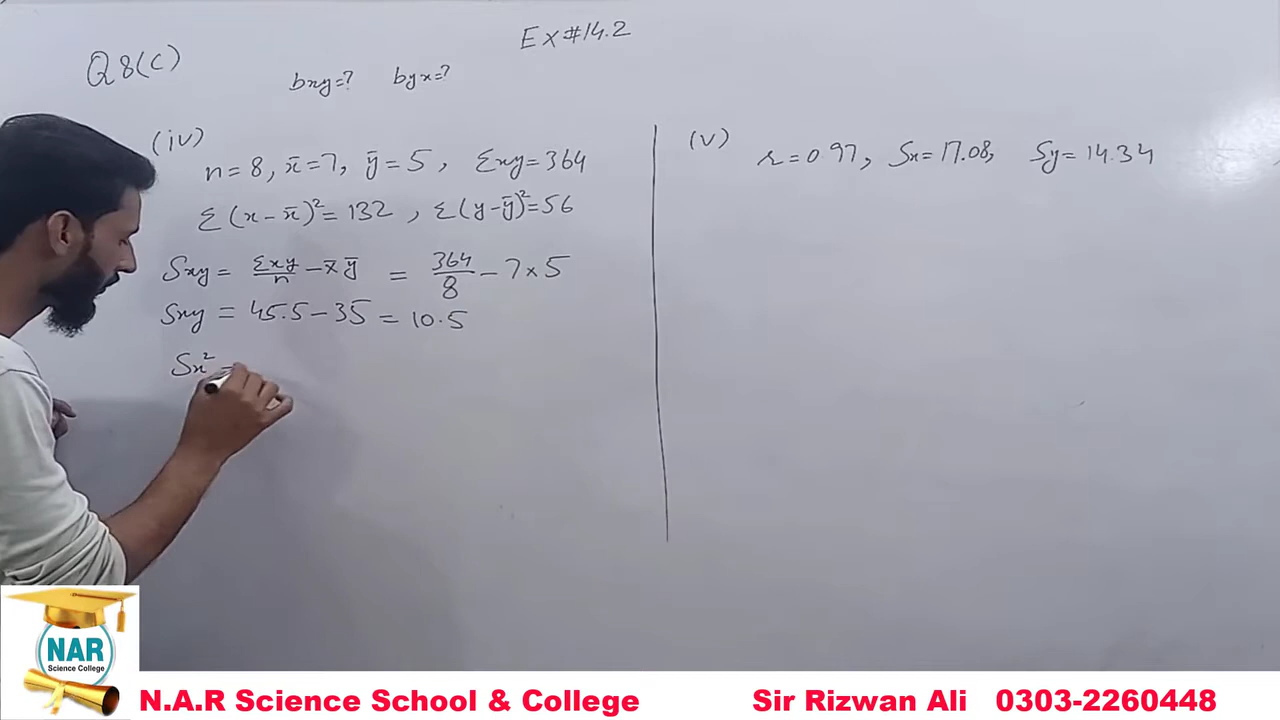 Ex#14.2
Q8(C)
bxy=? byx=?
(iv)
n=8, x̄=7, ȳ=5, Σxy=364
Σ(x-x̄)²=132, Σ(y-ȳ)²=56
Sxy = Σxy/n - x̄ȳ = 364/8 - 7×5
Sxy = 45.5-35 = 10.5
Sx² =
(v)
r=0.97, Sx=17.08, Sy=14.34
NAR
Science College
N.A.R Science School & College Sir Rizwan Ali 0303-2260448